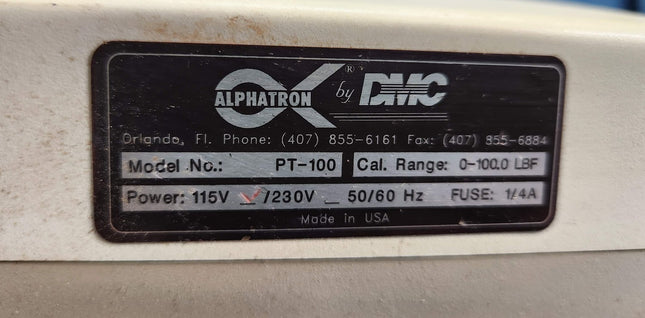 ALPHATRON ® by DMC
Orlando, Fl. Phone: (407) 855-6161 Fax: (407) 855-6884
Model No.: PT-100 Cal. Range: 0-100.0 LBF
Power: 115V ✓/230V _ 50/60 Hz FUSE: 1/4A
Made in USA